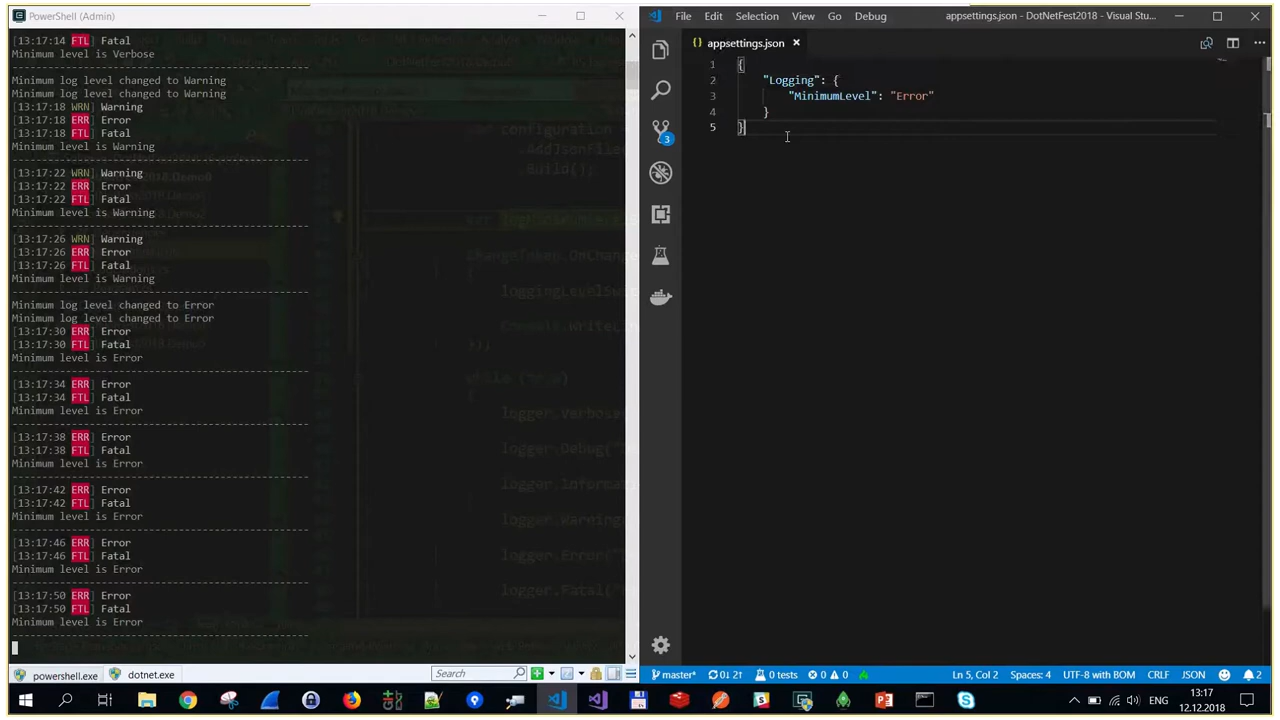 PowerShell (Admin)
[13:17:14 FTL] Fatal
Minimum level is Verbose
--------------------------------------------------
Minimum log level changed to Warning
Minimum log level changed to Warning
[13:17:18 WRN] Warning
[13:17:18 ERR] Error
[13:17:18 FTL] Fatal
Minimum level is Warning
--------------------------------------------------
[13:17:22 WRN] Warning
[13:17:22 ERR] Error
[13:17:22 FTL] Fatal
Minimum level is Warning
--------------------------------------------------
[13:17:26 WRN] Warning
[13:17:26 ERR] Error
[13:17:26 FTL] Fatal
Minimum level is Warning
--------------------------------------------------
Minimum log level changed to Error
Minimum log level changed to Error
[13:17:30 ERR] Error
[13:17:30 FTL] Fatal
Minimum level is Error
--------------------------------------------------
[13:17:34 ERR] Error
[13:17:34 FTL] Fatal
Minimum level is Error
--------------------------------------------------
[13:17:38 ERR] Error
[13:17:38 FTL] Fatal
Minimum level is Error
--------------------------------------------------
[13:17:42 ERR] Error
[13:17:42 FTL] Fatal
Minimum level is Error
--------------------------------------------------
[13:17:46 ERR] Error
[13:17:46 FTL] Fatal
Minimum level is Error
--------------------------------------------------
[13:17:50 ERR] Error
[13:17:50 FTL] Fatal
Minimum level is Error
--------------------------------------------------
powershell.exe dotnet.exe Search
File Edit Selection View Go Debug appsettings.json - DotNetFest2018 - Visual Stu...
{} appsettings.json
1 {
2 "Logging": {
3 "MinimumLevel": "Error"
4 }
5 }
3
master* 0↓ 2↑ 0 tests 0 0 Ln 5, Col 2 Spaces: 4 UTF-8 with BOM CRLF JSON 2
ENG 13:17
12.12.2018